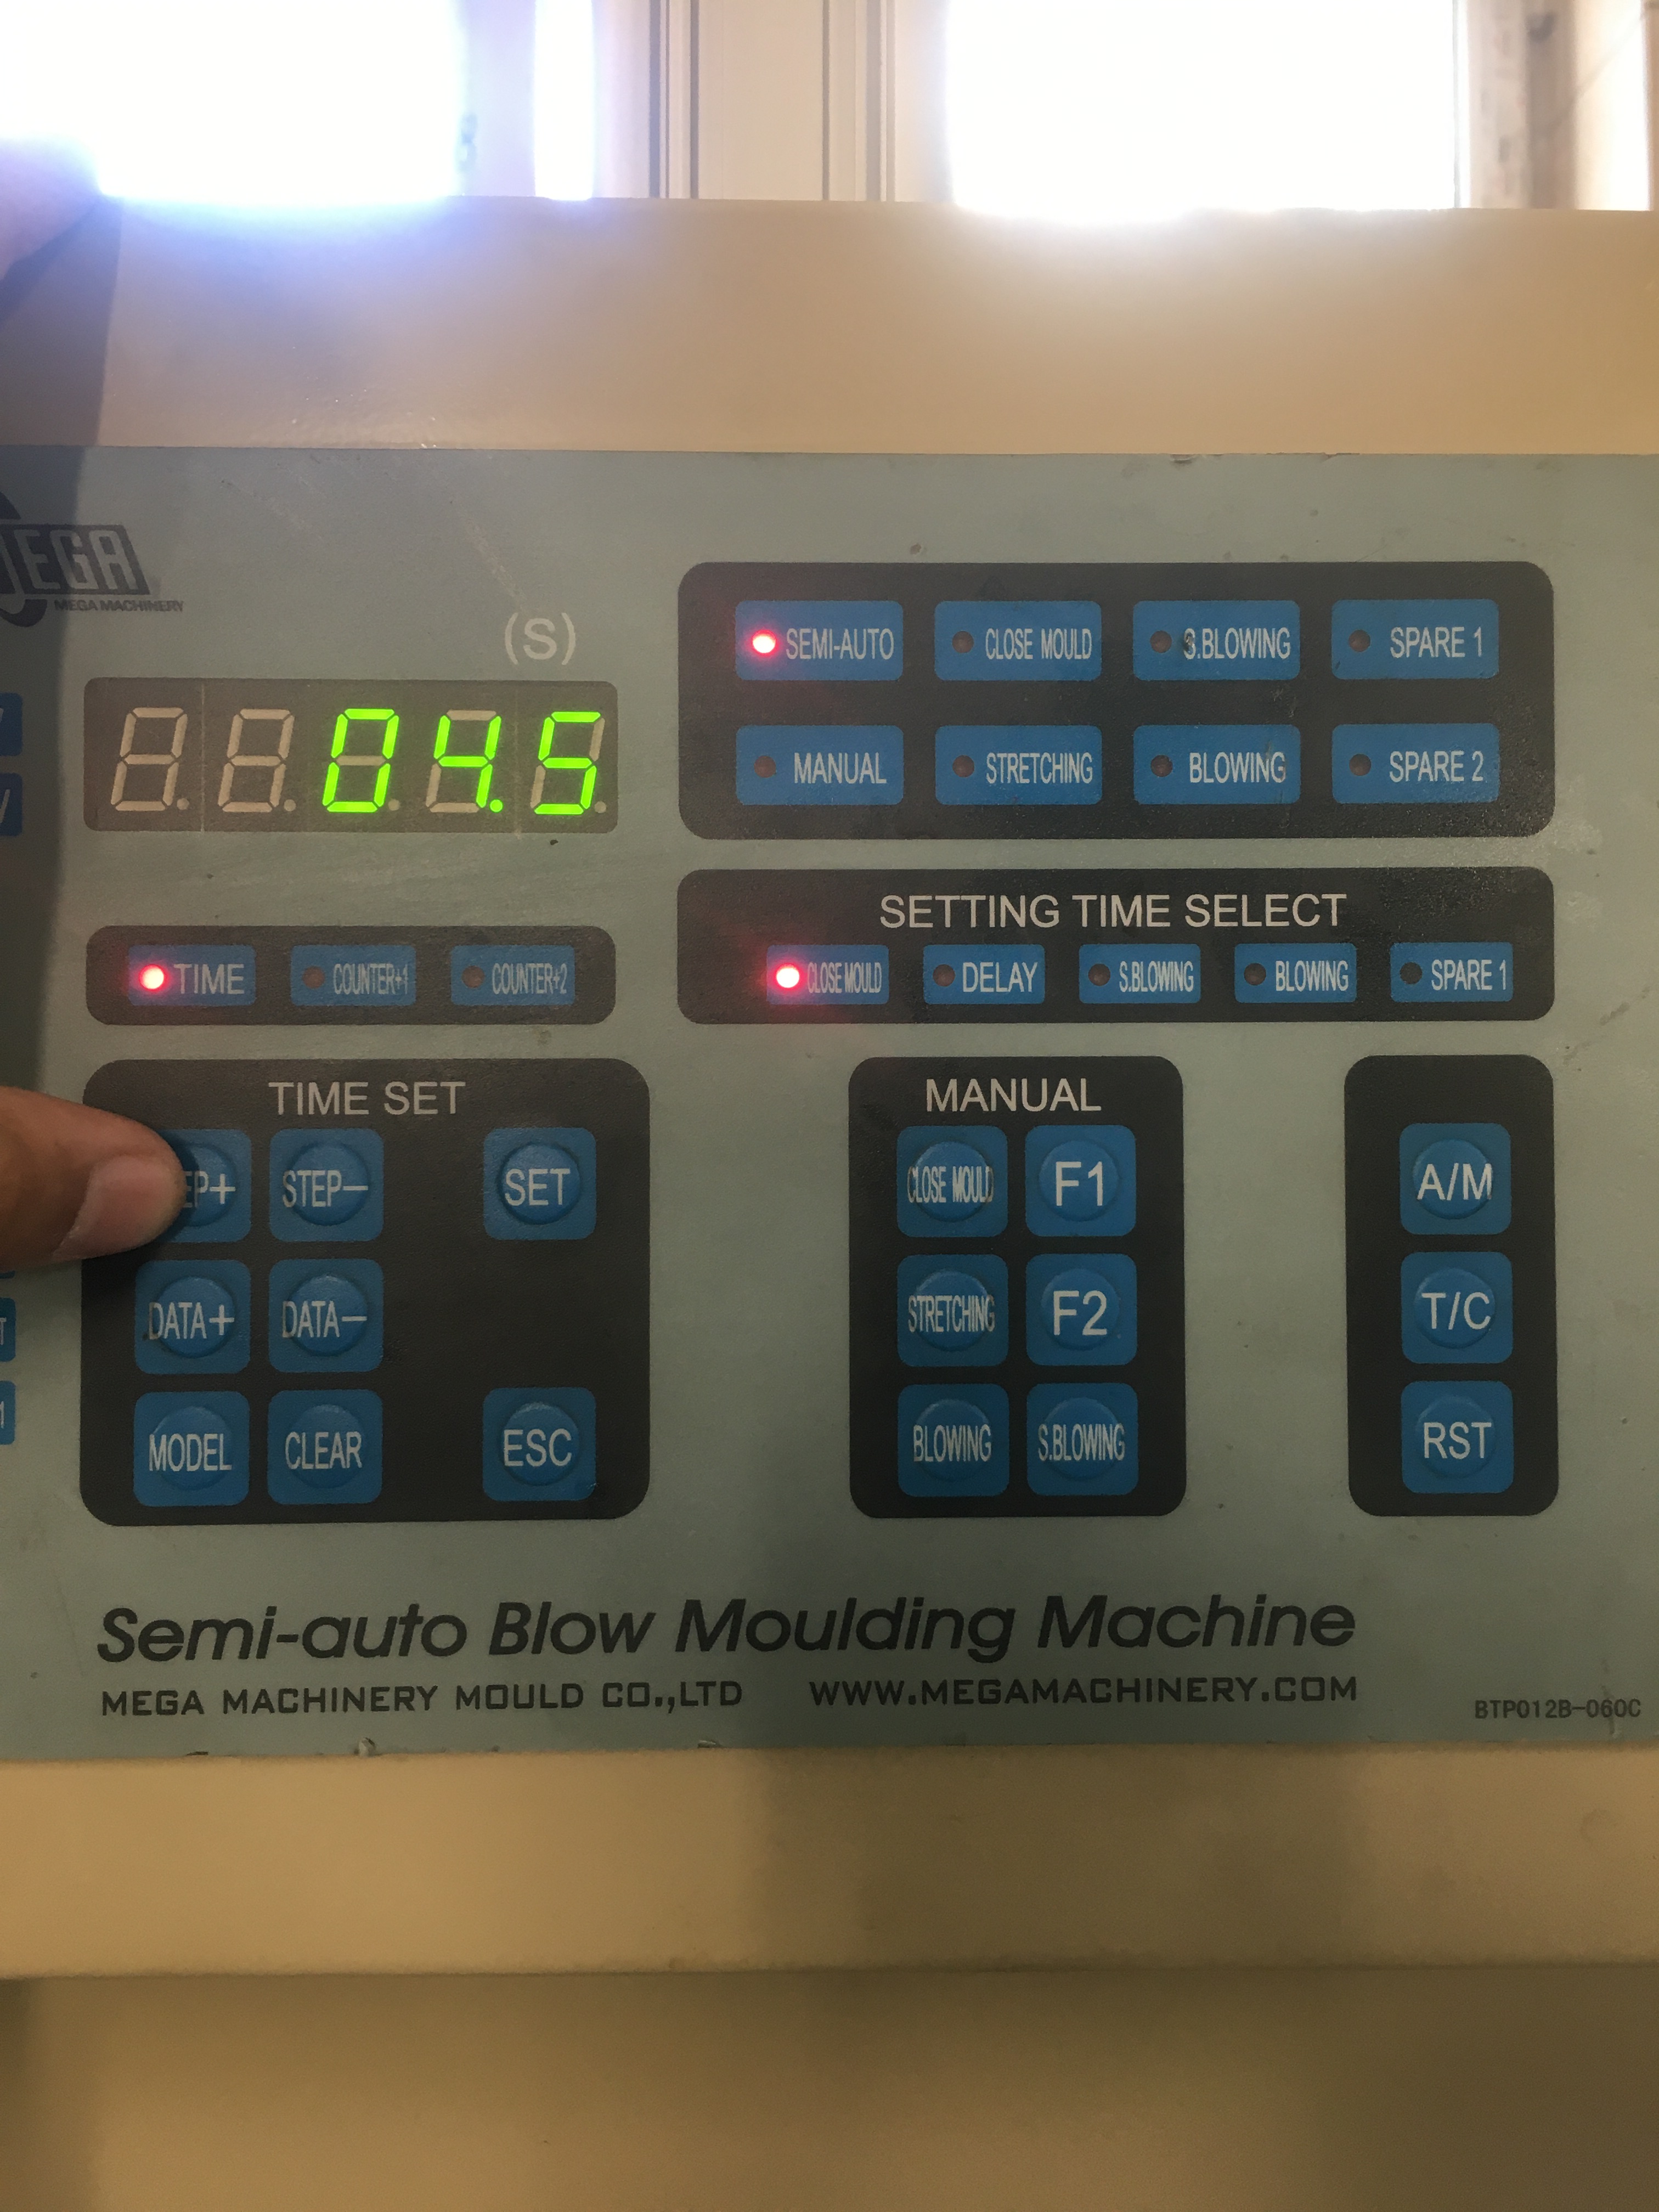 MEGA
MEGA MACHINERY
(S)
04.5
SEMI-AUTO CLOSE MOULD S.BLOWING SPARE 1
MANUAL STRETCHING BLOWING SPARE 2
SETTING TIME SELECT
TIME COUNTER+1 COUNTER+2
CLOSE MOULD DELAY S.BLOWING BLOWING SPARE 1
TIME SET
EP+ STEP− SET
DATA+ DATA−
MODEL CLEAR ESC
MANUAL
CLOSE MOULD F1
STRETCHING F2
BLOWING S.BLOWING
A/M
T/C
RST
Semi-auto Blow Moulding Machine
MEGA MACHINERY MOULD CO.,LTD WWW.MEGAMACHINERY.COM
BTP012B-060C